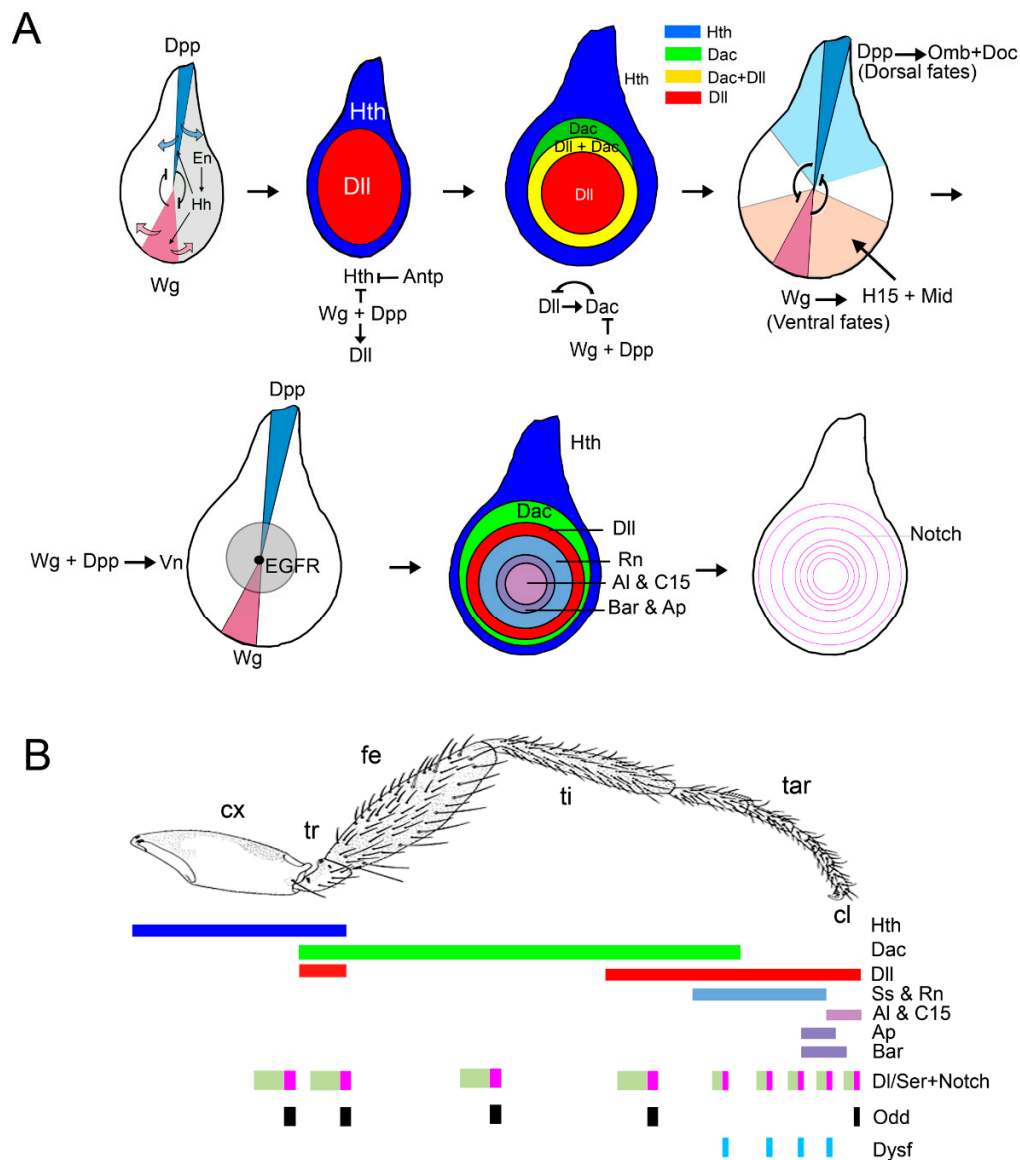 A
Dpp
En
Hh
Wg
Hth
Dll
Hth
Antp
Wg + Dpp
Dll
Hth
Dac
Dac+Dll
Dll
Hth
Dac
Dll + Dac
Dll
Dll
Dac
Wg + Dpp
Dpp
Omb+Doc
(Dorsal fates)
Wg
H15 + Mid
(Ventral fates)
Dpp
Wg + Dpp
Vn
EGFR
Wg
Hth
Dac
Dll
Rn
Al & C15
Bar & Ap
Notch
B
cx
tr
fe
ti
tar
cl
Hth
Dac
Dll
Ss & Rn
Al & C15
Ap
Bar
Dl/Ser+Notch
Odd
Dysf